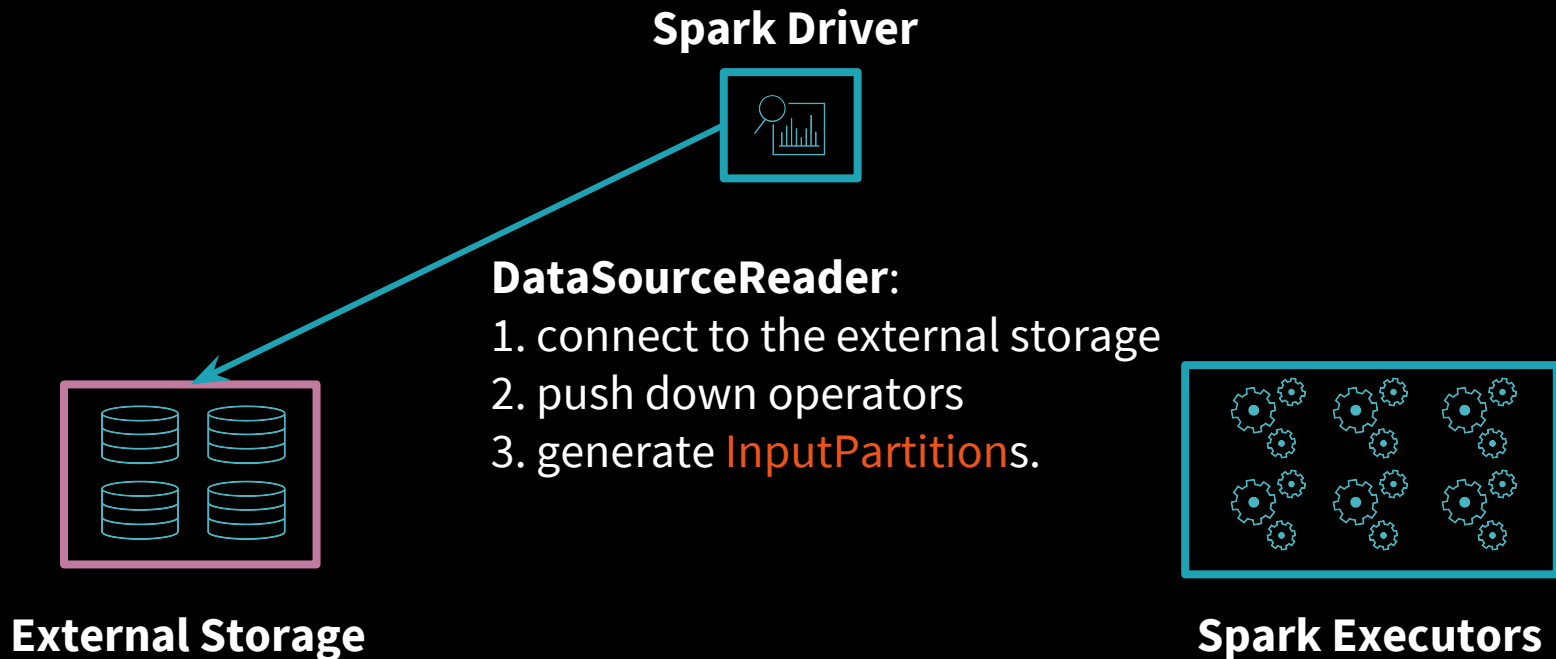 Spark Driver
DataSourceReader:
1. connect to the external storage
2. push down operators
3. generate InputPartitions.
External Storage
Spark Executors